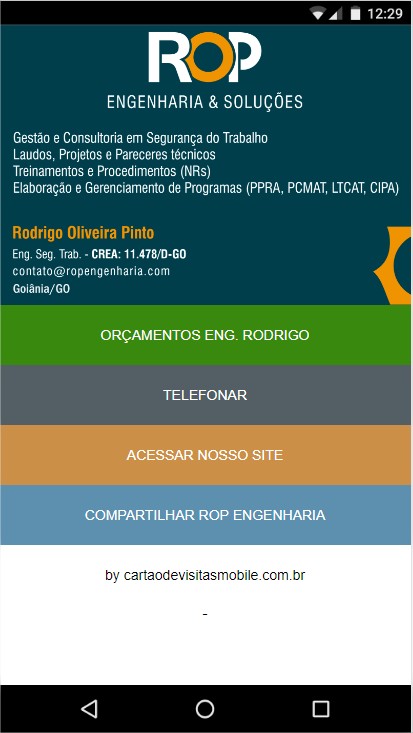 12:29
ROP
ENGENHARIA & SOLUÇÕES
Gestão e Consultoria em Segurança do Trabalho
Laudos, Projetos e Pareceres técnicos
Treinamentos e Procedimentos (NRs)
Elaboração e Gerenciamento de Programas (PPRA, PCMAT, LTCAT, CIPA)
Rodrigo Oliveira Pinto
Eng. Seg. Trab. - CREA: 11.478/D-GO
contato@ropengenharia.com
Goiânia/GO
ORÇAMENTOS ENG. RODRIGO
TELEFONAR
ACESSAR NOSSO SITE
COMPARTILHAR ROP ENGENHARIA
by cartaodevisitasmobile.com.br
-